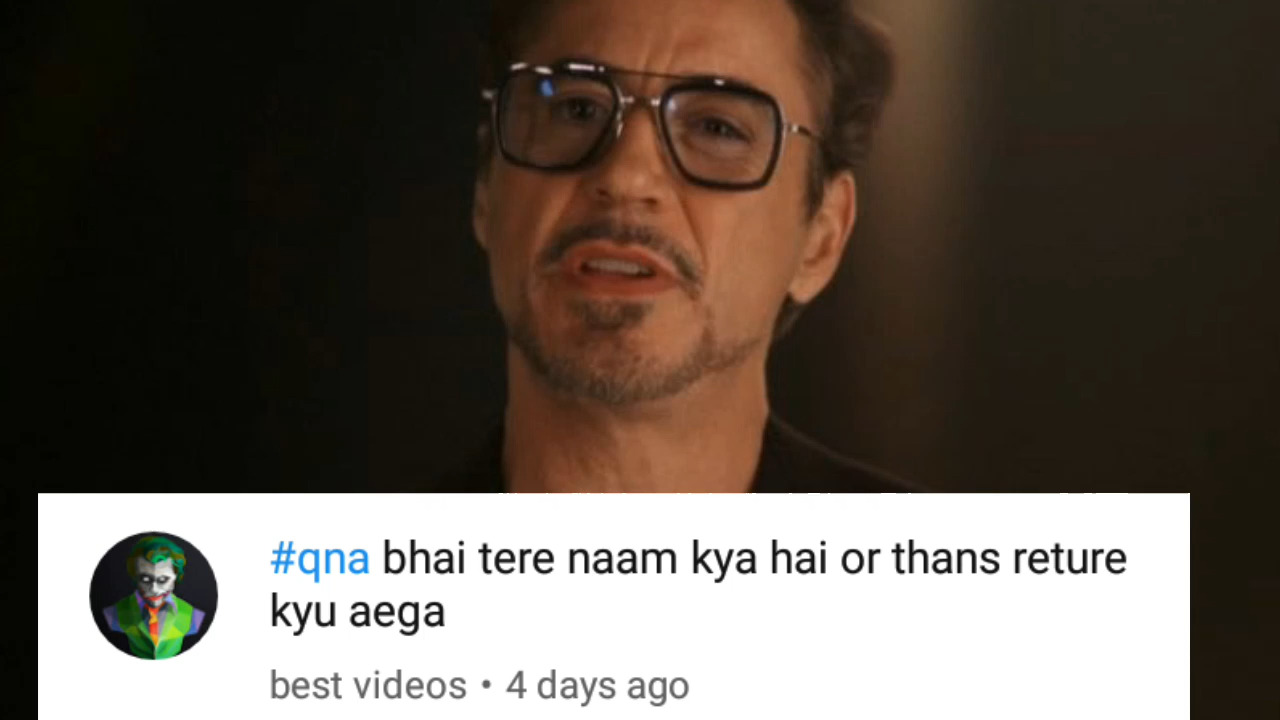 #qna bhai tere naam kya hai or thans reture
kyu aega
best videos • 4 days ago